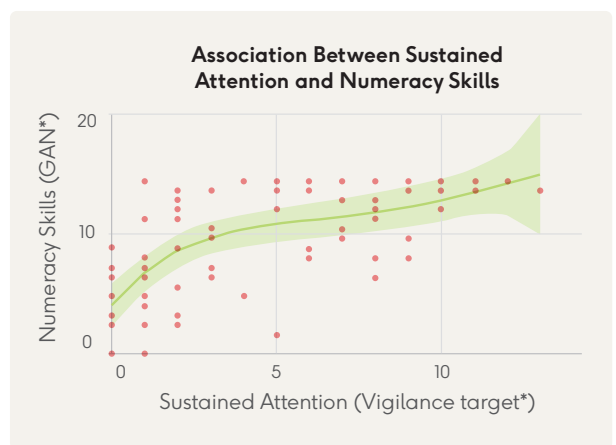 Association Between Sustained
Attention and Numeracy Skills
Numeracy Skills (GAN*)
20
10
0
0
5
10
Sustained Attention (Vigilance target*)